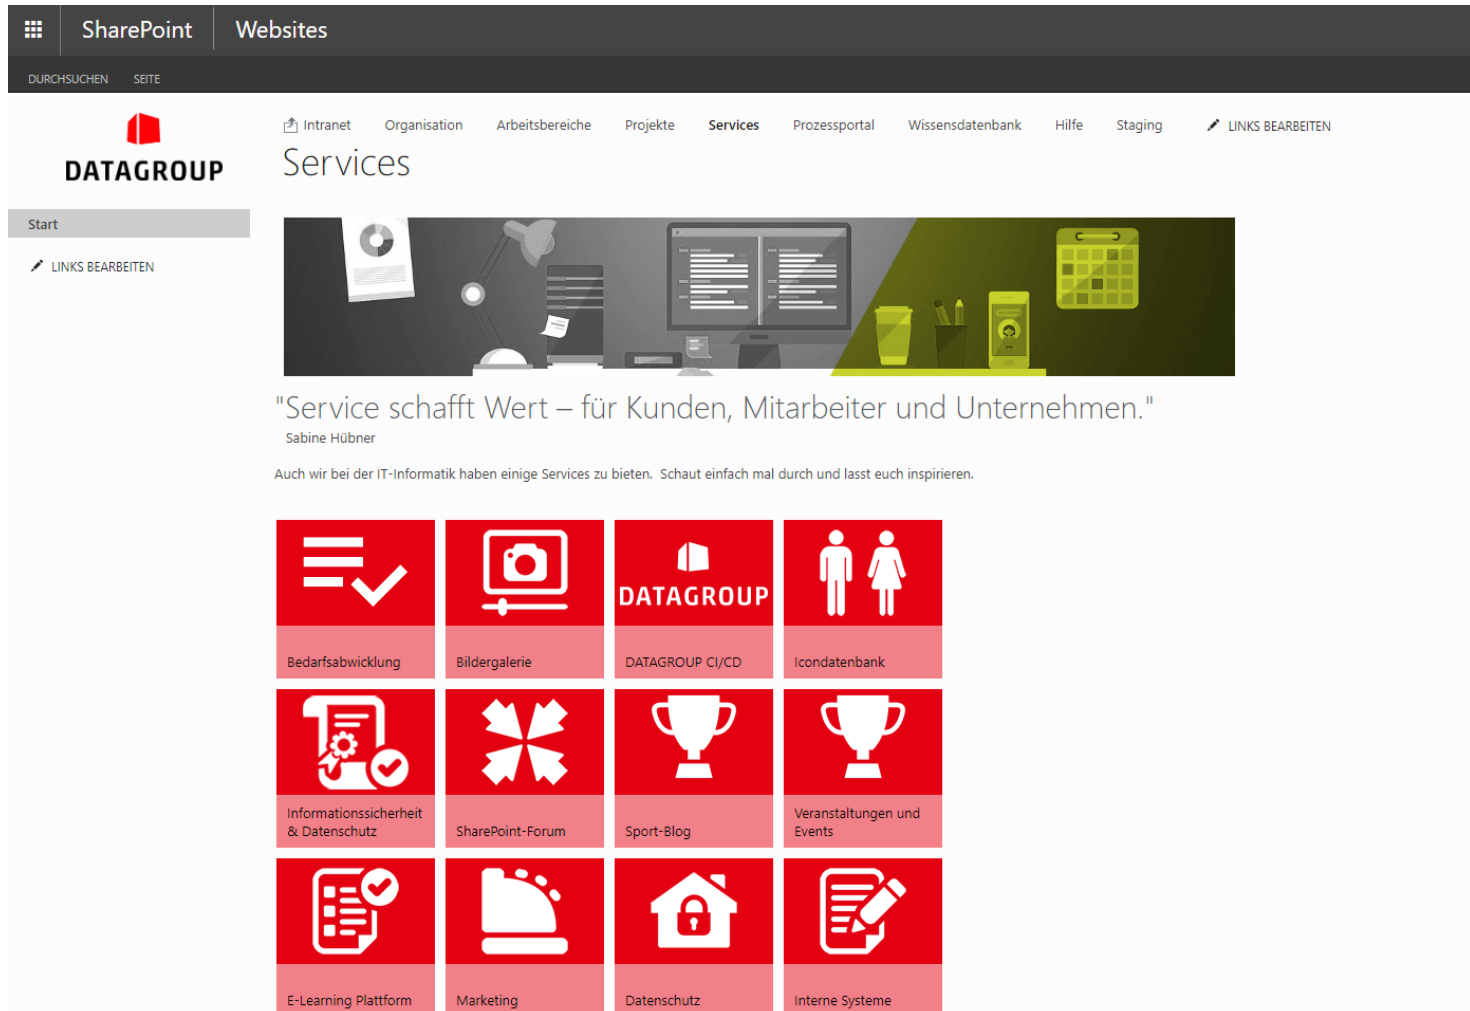 SharePoint Websites
DURCHSUCHEN SEITE
DATAGROUP
Intranet Organisation Arbeitsbereiche Projekte Services Prozessportal Wissensdatenbank Hilfe Staging LINKS BEARBEITEN
Services
Start
LINKS BEARBEITEN
"Service schafft Wert – für Kunden, Mitarbeiter und Unternehmen."
Sabine Hübner
Auch wir bei der IT-Informatik haben einige Services zu bieten. Schaut einfach mal durch und lasst euch inspirieren.
DATAGROUP
Bedarfsabwicklung Bildergalerie DATAGROUP CI/CD Icondatenbank
Informationssicherheit
& Datenschutz
SharePoint-Forum
Sport-Blog
Veranstaltungen und
Events
E-Learning Plattform Marketing Datenschutz Interne Systeme